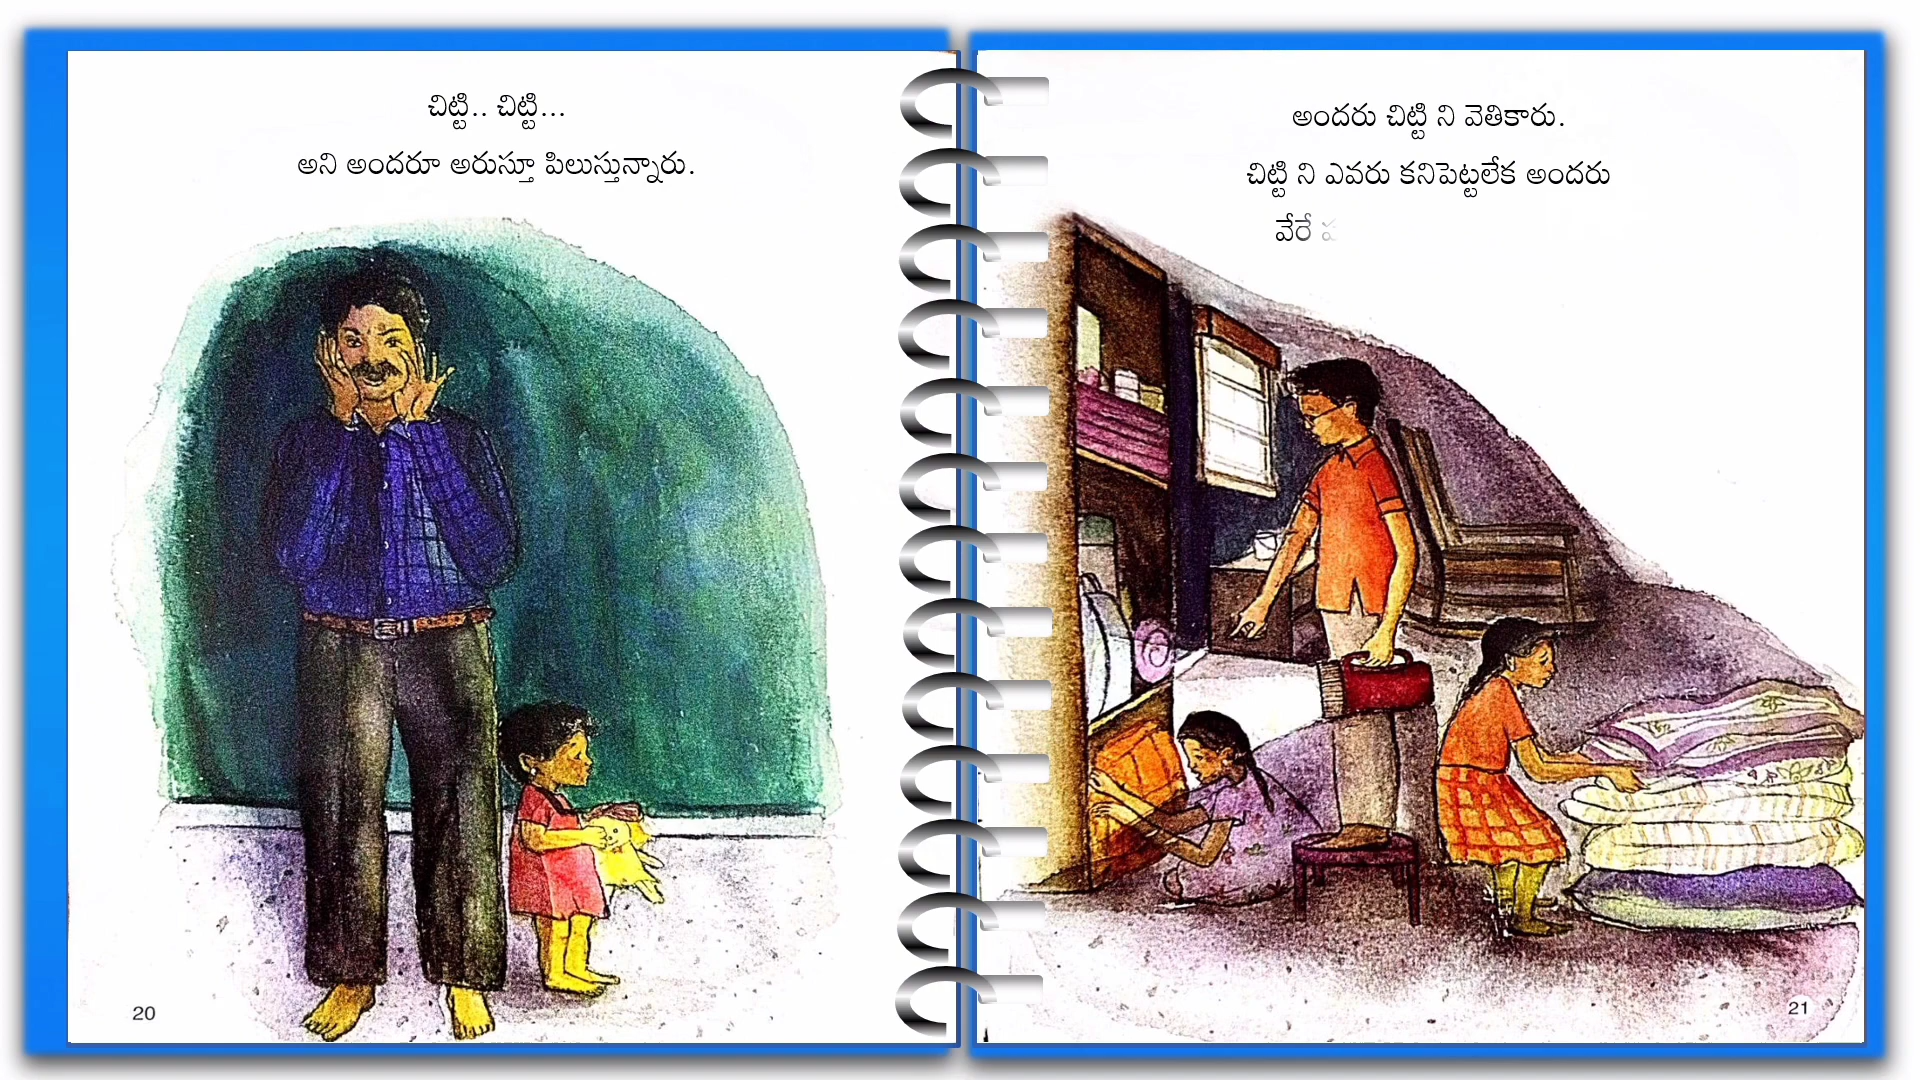 చిట్టి.. చిట్టి...
అని అందరూ అరుస్తూ పిలుస్తున్నారు.
20
అందరు చిట్టి ని వెతికారు.
చిట్టి ని ఎవరు కనిపెట్టలేక అందరు
వేరే
21